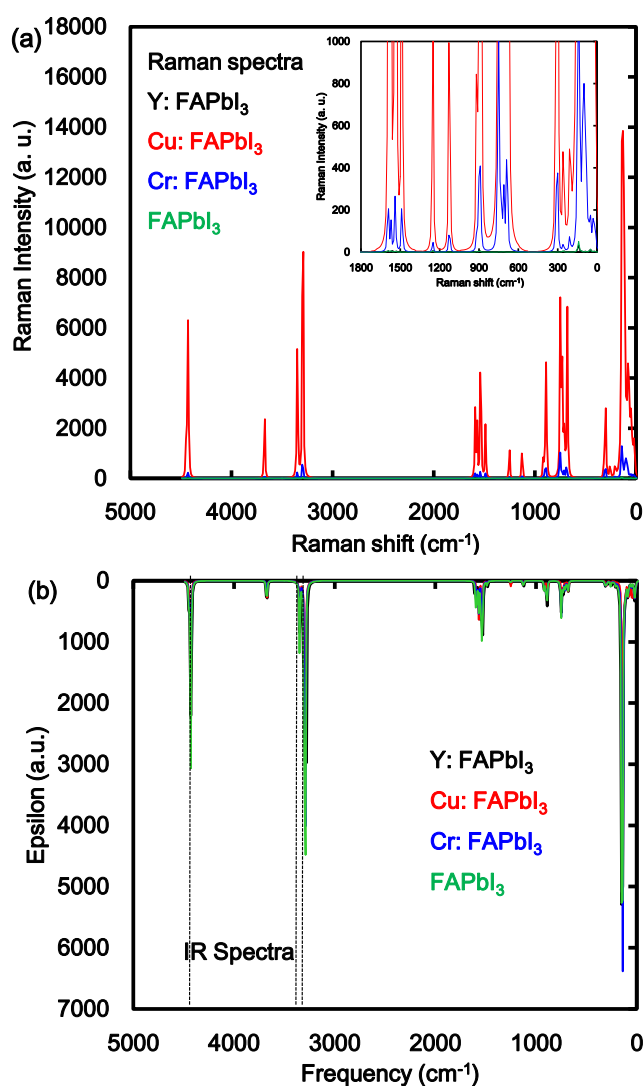 (a)
18000
16000
14000
12000
10000
8000
6000
4000
2000
0
Raman Intensity (a. u.)
Raman spectra
Y: FAPbI3
Cu: FAPbI3
Cr: FAPbI3
FAPbI3
1000
800
600
400
200
0
Raman Intensity (a. u.)
1800 1500 1200 900 600 300 0
Raman shift (cm-1)
5000 4000 3000 2000 1000 0
Raman shift (cm-1)
(b)
0
1000
2000
3000
4000
5000
6000
7000
Epsilon (a.u.)
Y: FAPbI3
Cu: FAPbI3
Cr: FAPbI3
FAPbI3
IR Spectra
5000 4000 3000 2000 1000 0
Frequency (cm-1)